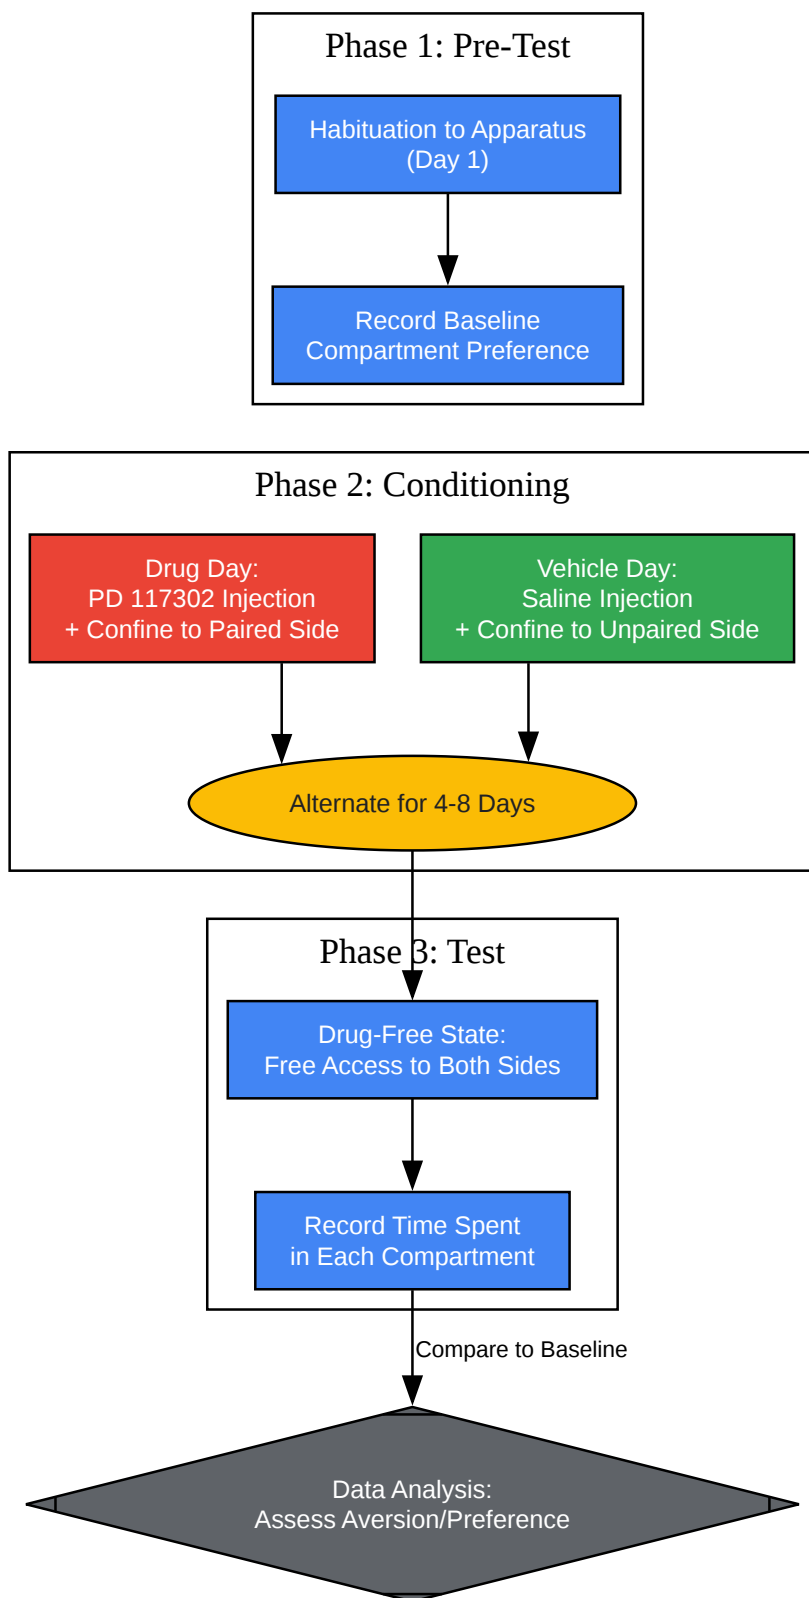 Phase 1: Pre-Test
Habituation to Apparatus
(Day 1)
Record Baseline
Compartment Preference
Phase 2: Conditioning
Drug Day:
PD 117302 Injection
+ Confine to Paired Side
Vehicle Day:
Saline Injection
+ Confine to Unpaired Side
Alternate for 4-8 Days
Phase 3: Test
Drug-Free State:
Free Access to Both Sides
Record Time Spent
in Each Compartment
Compare to Baseline
Data Analysis:
Assess Aversion/Preference